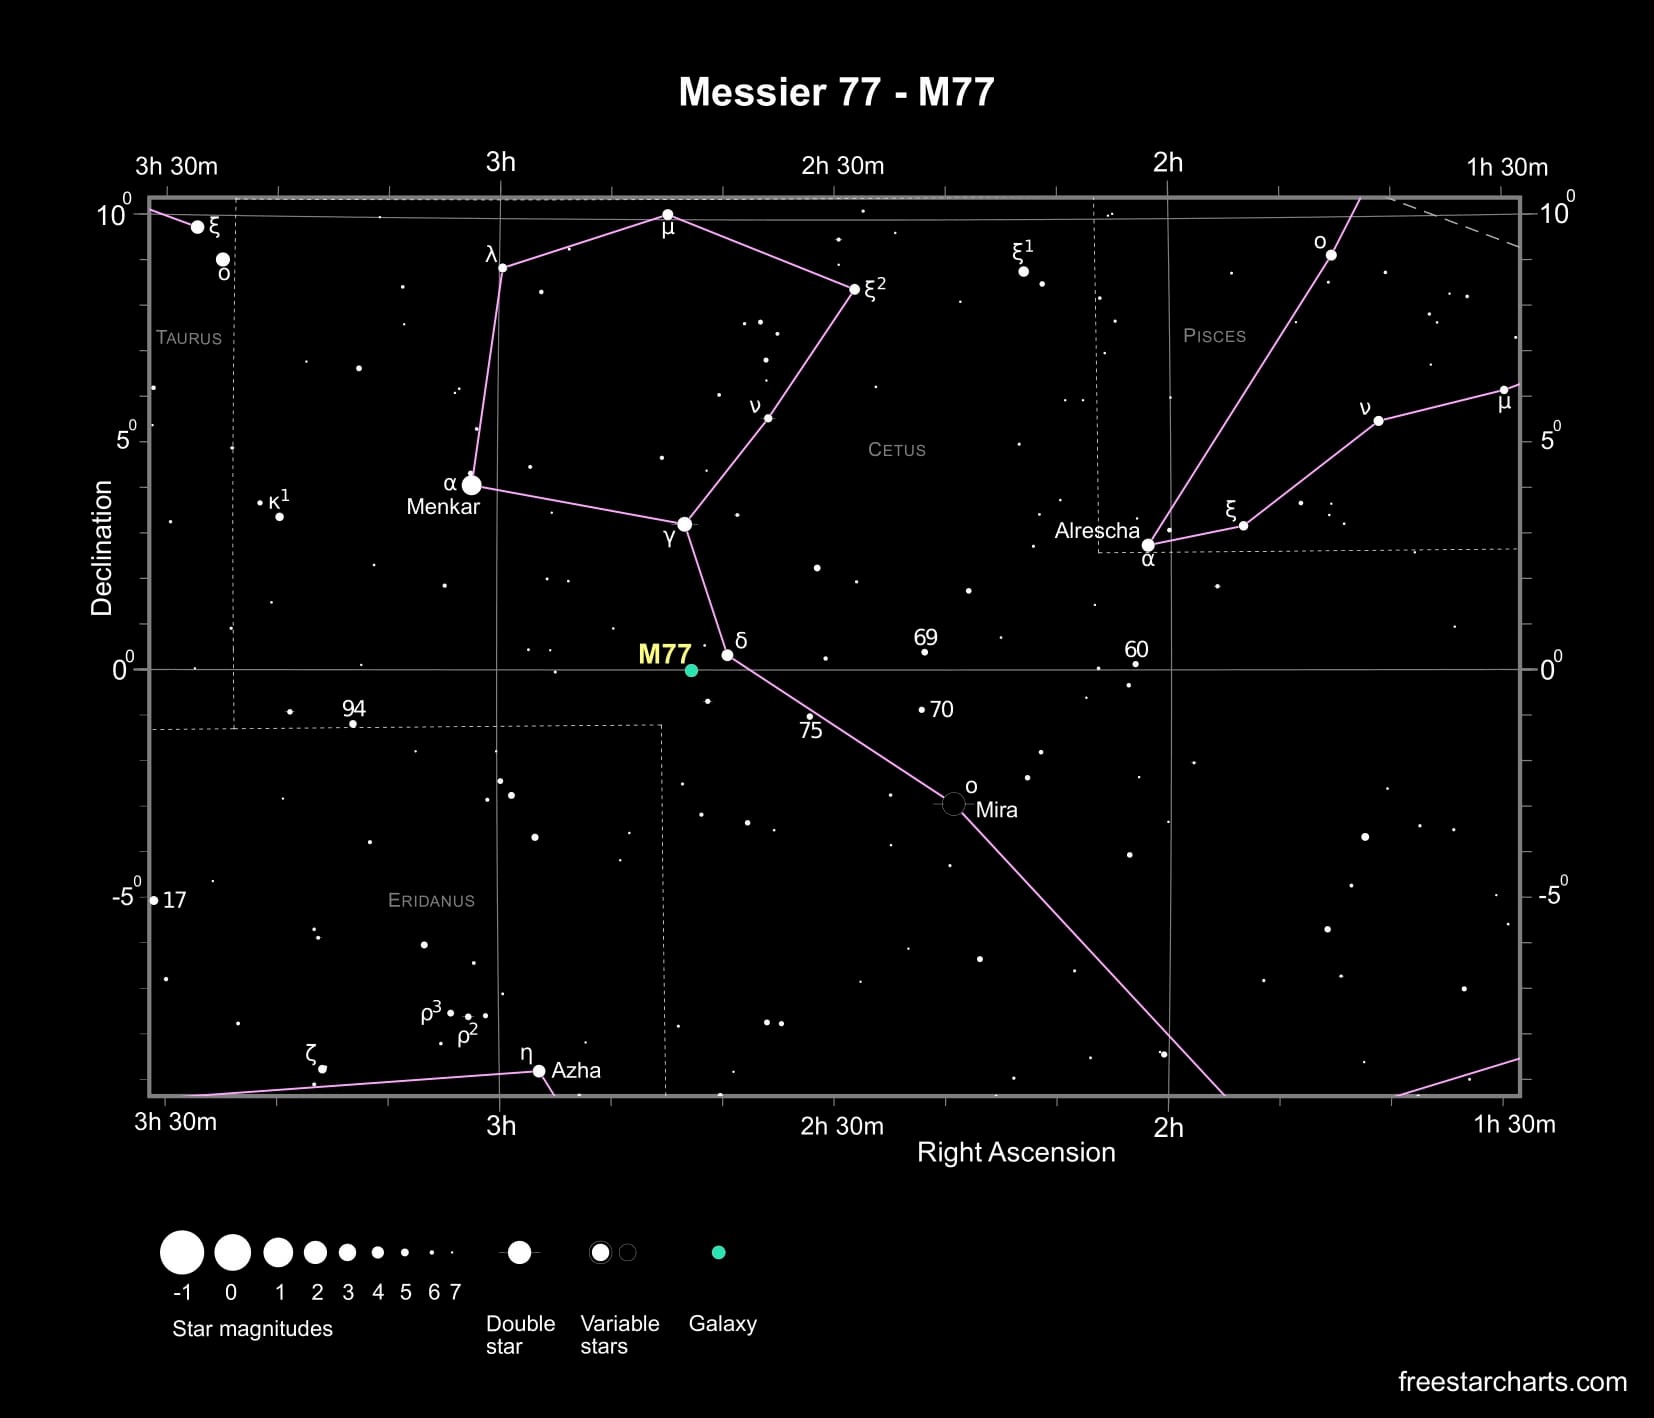 Messier 77 - M77
3h 30m 3h 2h 30m 2h 1h 30m
10⁰ 10⁰
ξ
ο
μ
λ
ξ²
ξ¹
ο
TAURUS
PISCES
ν
ν
μ
5⁰ 5⁰
CETUS
α
Menkar
κ¹
γ
ξ
Alrescha
α
Declination
M77
δ
69
60
0⁰ 0⁰
94
75
70
ο
Mira
-5⁰ -5⁰
17
ERIDANUS
ρ³
ρ²
ζ
η
Azha
3h 30m 3h 2h 30m 2h 1h 30m
Right Ascension
-1 0 1 2 3 4 5 6 7
Star magnitudes
Double
star
Variable
stars
Galaxy
freestarcharts.com